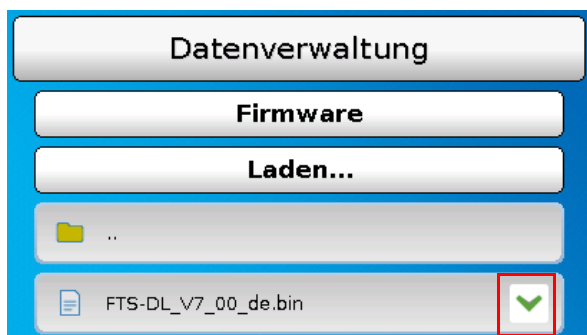 Datenverwaltung
Firmware
Laden...
..
FTS-DL_V7_00_de.bin